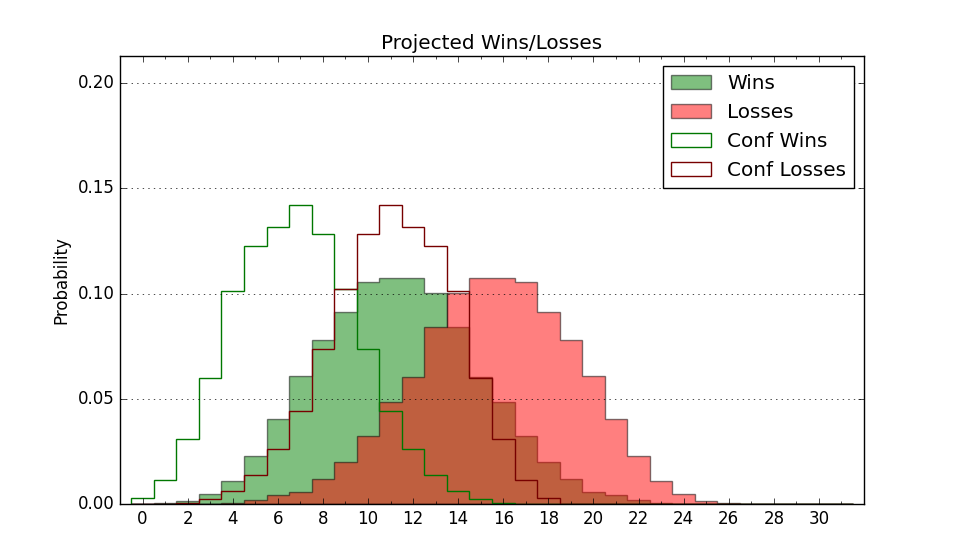 Projected Wins/Losses
0.20
0.15
0.10
0.05
0.00
Probability
Wins
Losses
Conf Wins
Conf Losses
0 2 4 6 8 10 12 14 16 18 20 22 24 26 28 30